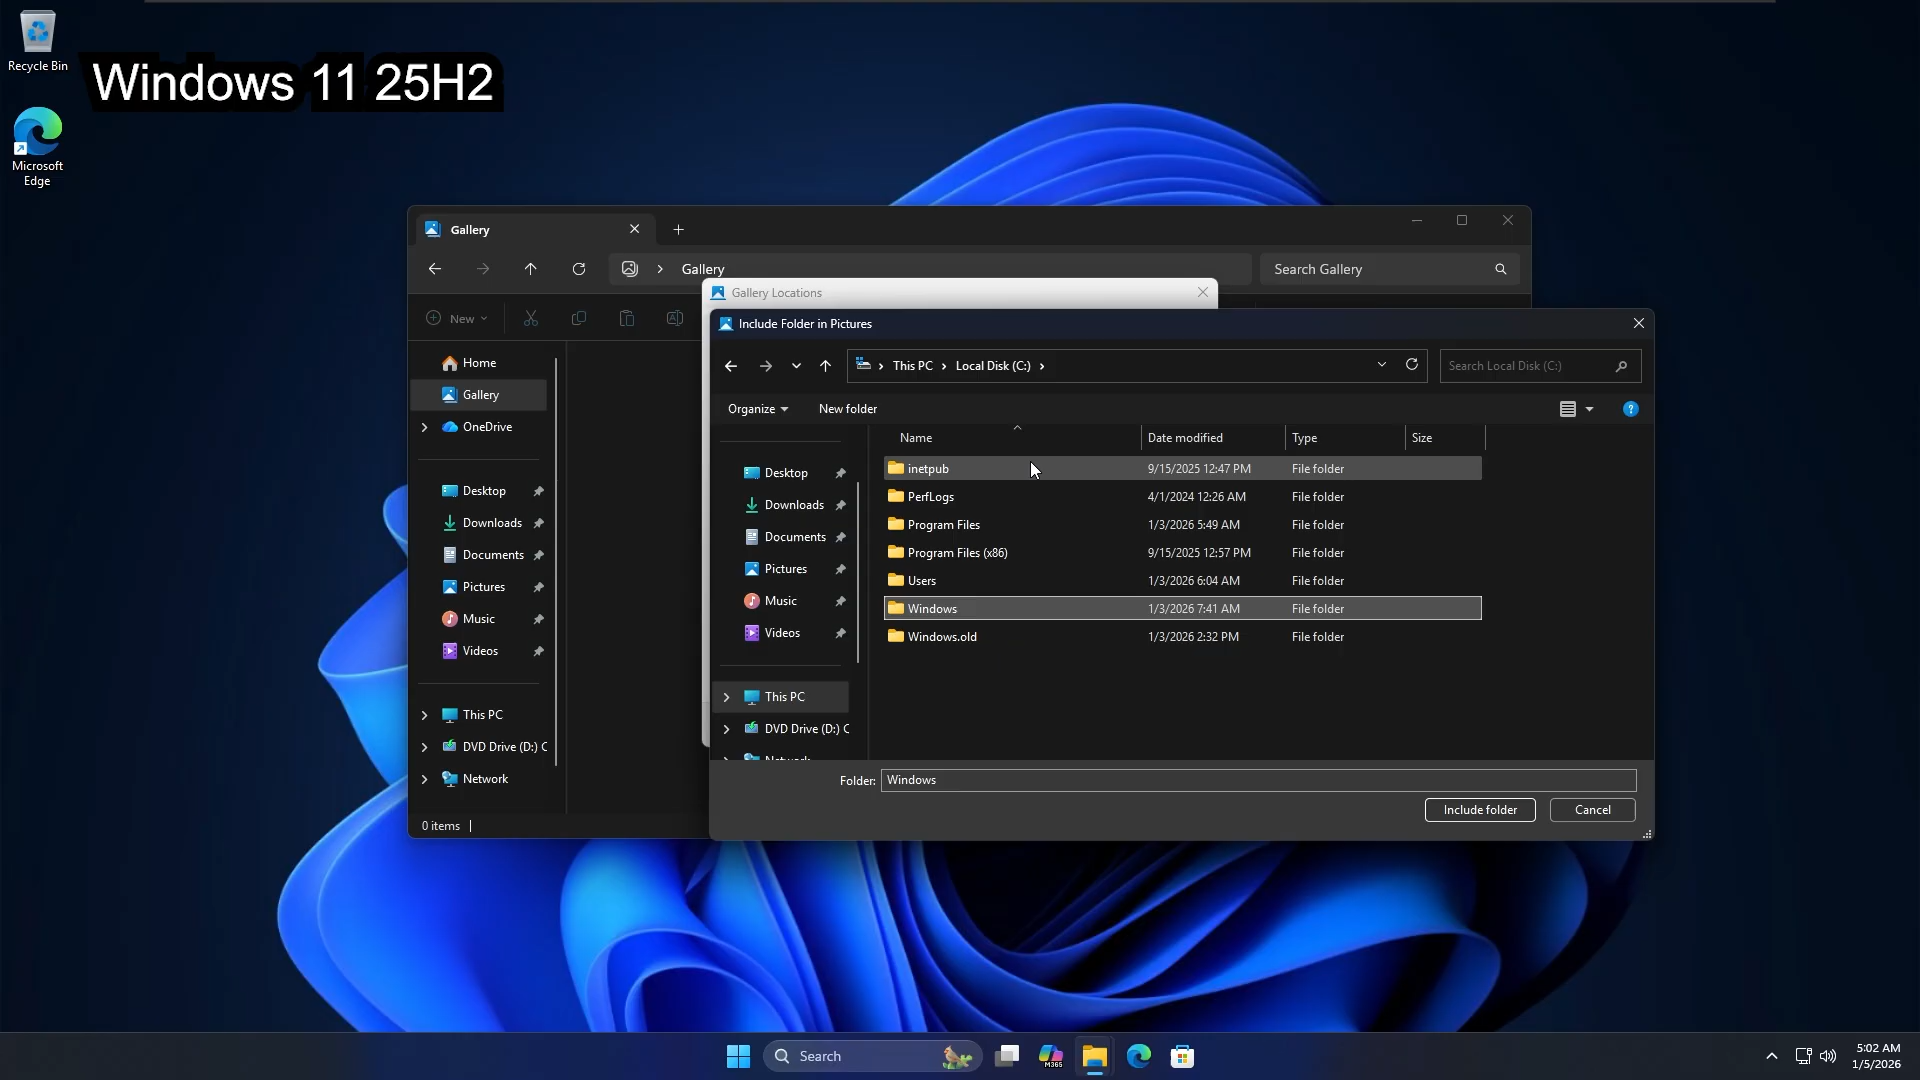 Recycle Bin
Windows 11 25H2
Microsoft
Edge
Gallery
Gallery
Search Gallery
New
Home
Gallery
OneDrive
Desktop
Downloads
Documents
Pictures
Music
Videos
This PC
DVD Drive (D:) C
Network
0 items
Gallery Locations
Include Folder in Pictures
This PC
Local Disk (C:)
Search Local Disk (C:)
Organize
New folder
?
Desktop
Downloads
Documents
Pictures
Music
Videos
This PC
DVD Drive (D:) C
Network
Name Date modified Type Size
inetpub 9/15/2025 12:47 PM File folder
PerfLogs 4/1/2024 12:26 AM File folder
Program Files 1/3/2026 5:49 AM File folder
Program Files (x86) 9/15/2025 12:57 PM File folder
Users 1/3/2026 6:04 AM File folder
Windows 1/3/2026 7:41 AM File folder
Windows.old 1/3/2026 2:32 PM File folder
Folder: Windows
Include folder
Cancel
Search
M365
5:02 AM
1/5/2026